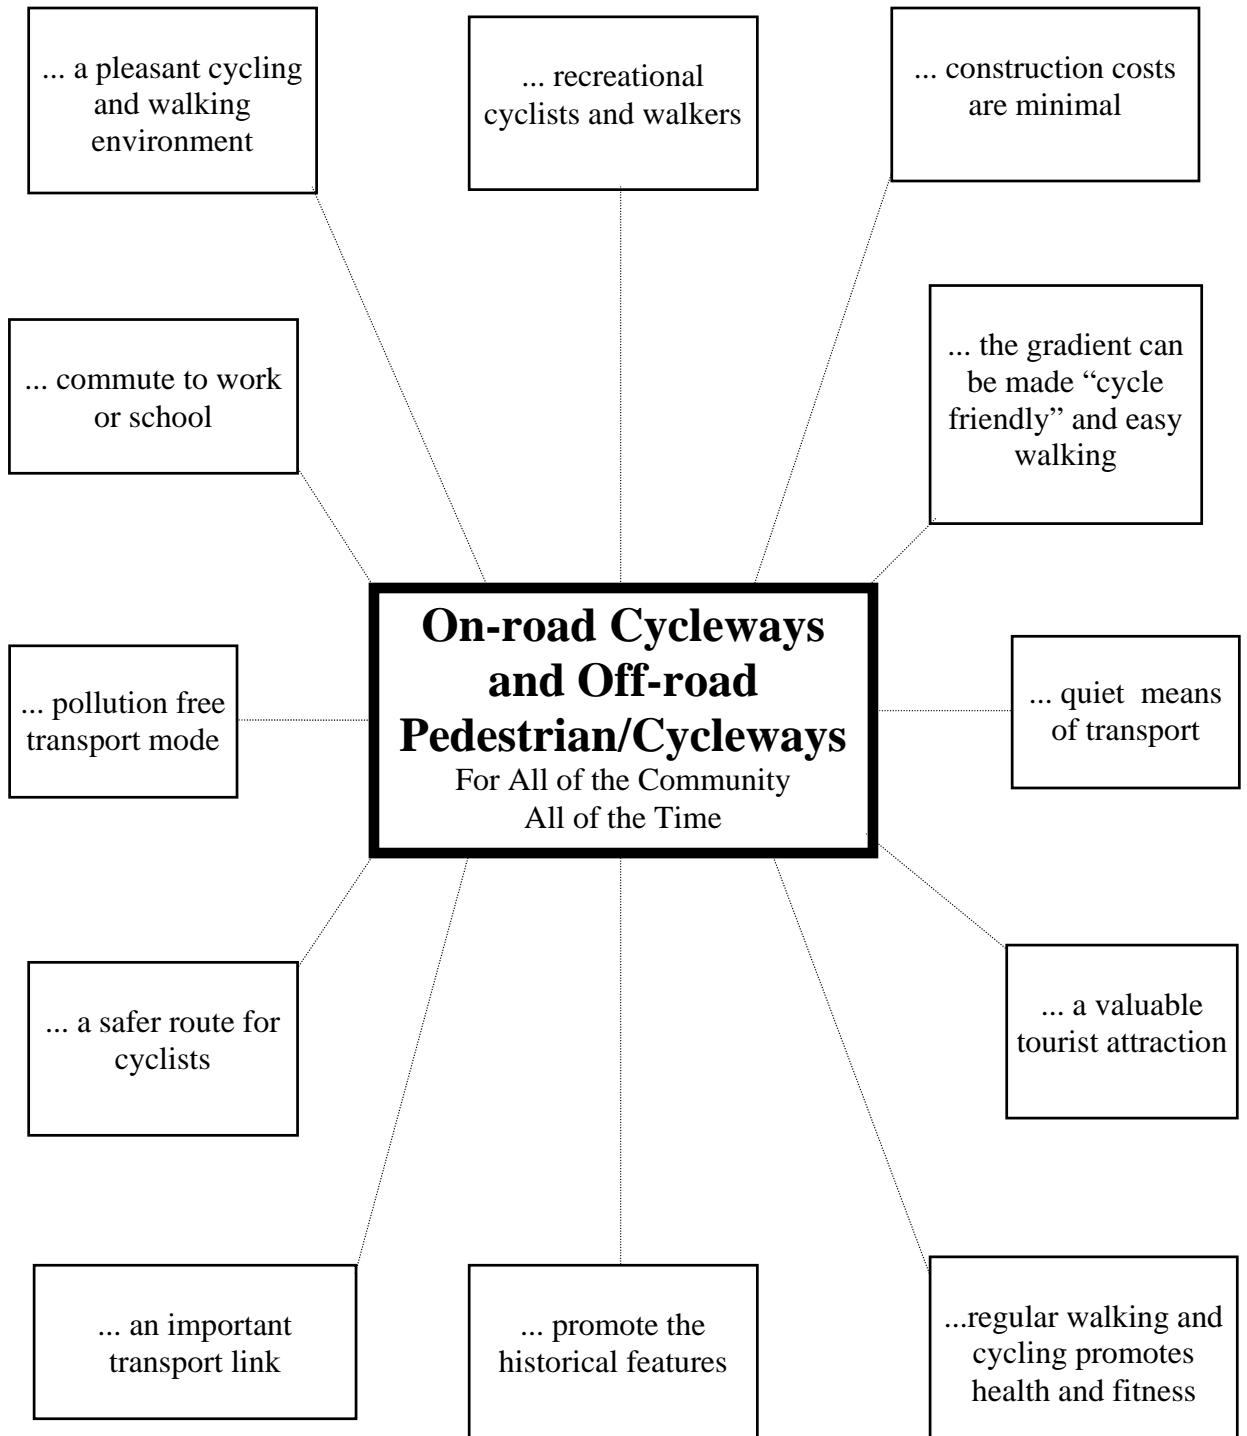 ... a pleasant cycling
and walking
environment
... recreational
cyclists and walkers
... construction costs
are minimal
... commute to work
or school
... the gradient can
be made “cycle
friendly” and easy
walking
On-road Cycleways
and Off-road
Pedestrian/Cycleways
For All of the Community
All of the Time
... pollution free
transport mode
... quiet  means
of transport
... a safer route for
cyclists
... a valuable
tourist attraction
... an important
transport link
... promote the
historical features
...regular walking and
cycling promotes
health and fitness